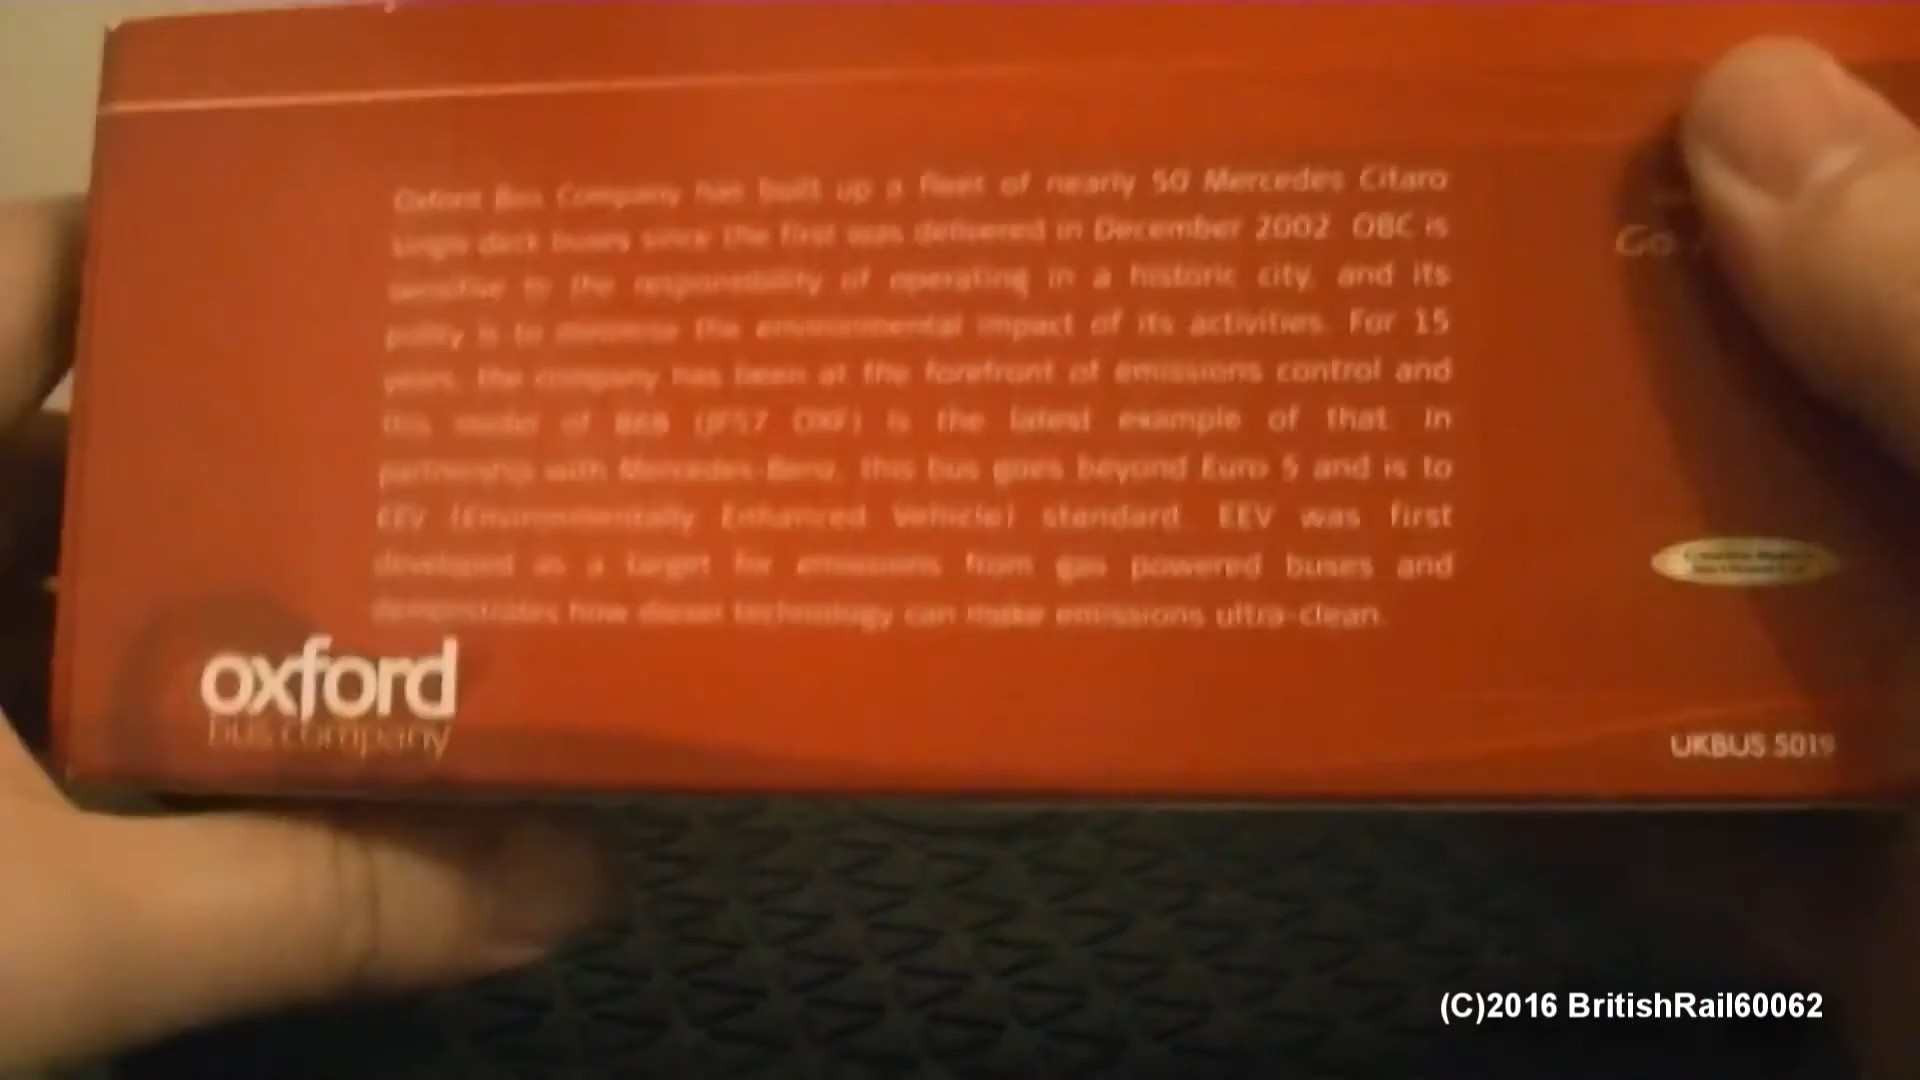 Oxford Bus Company has built up a fleet of nearly 50 Mercedes Citaro
single deck buses since the first was delivered in December 2002. OBC is
sensitive to the responsibility of operating in a historic city, and its
policy is to minimise the environmental impact of its activities. For 15
years, the company has been at the forefront of emissions control and
this model of (JF57 OXF) is the latest example of that. In
partnership with Mercedes-Benz, this bus goes beyond Euro 5 and is to
EEV (Environmentally Enhanced Vehicle) standard. EEV was first
developed as a target for emissions from gas powered buses and
demonstrates how diesel technology can make emissions ultra-clean.
Go
oxford
bus company
UKBUS 5019
(C)2016 BritishRail60062